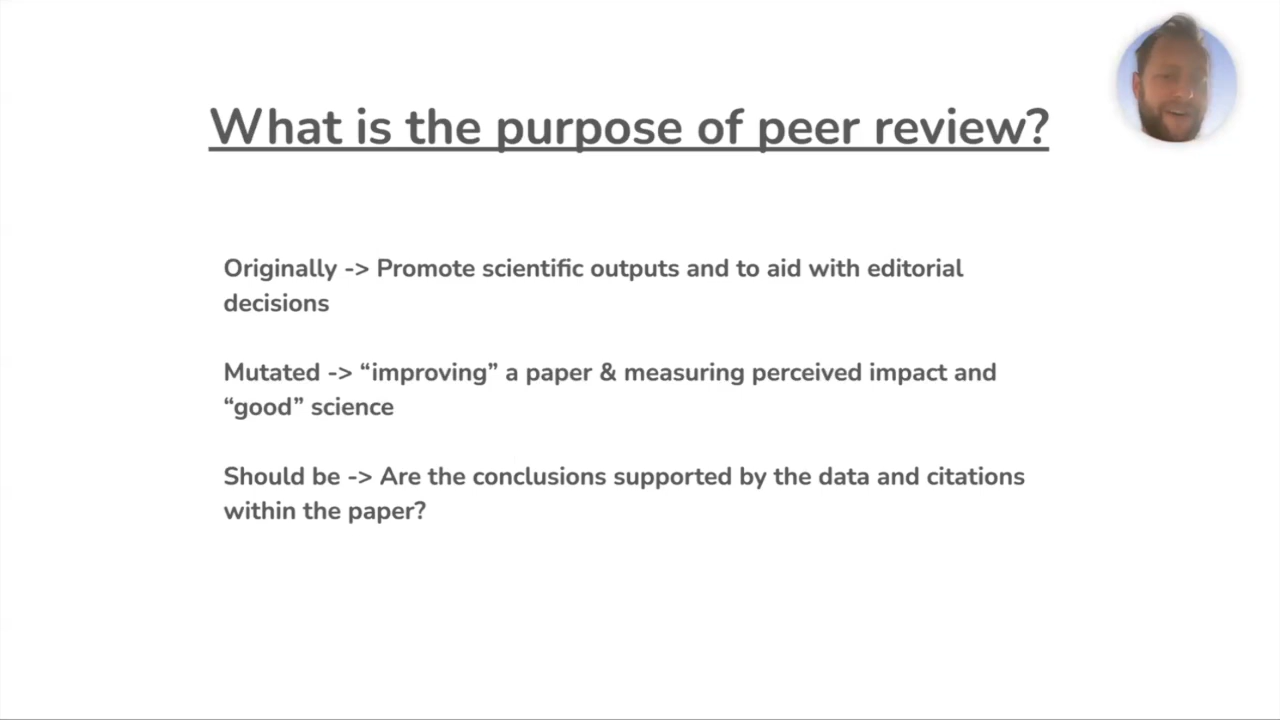 What is the purpose of peer review?
Originally -> Promote scientific outputs and to aid with editorial
decisions
Mutated -> “improving” a paper & measuring perceived impact and
“good” science
Should be -> Are the conclusions supported by the data and citations
within the paper?